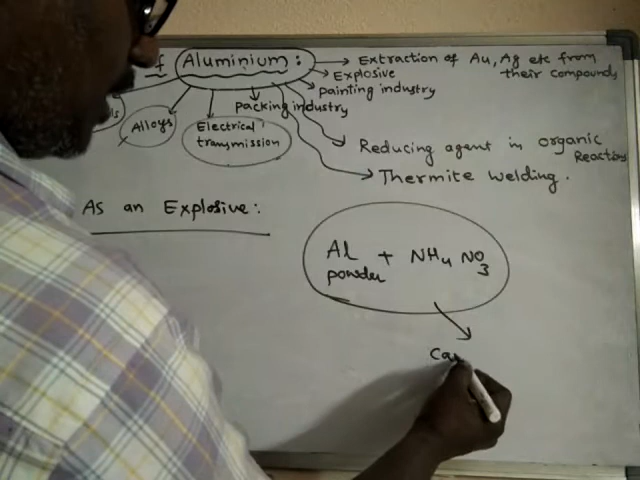 f Aluminium:
Extraction of Au, Ag etc from
their compounds
Explosive
painting industry
packing industry
Alloys
Electrical
transmission
Reducing agent in organic
Reactions
Thermite welding.
As an Explosive:
Al + NH4 NO3
powder
Ca